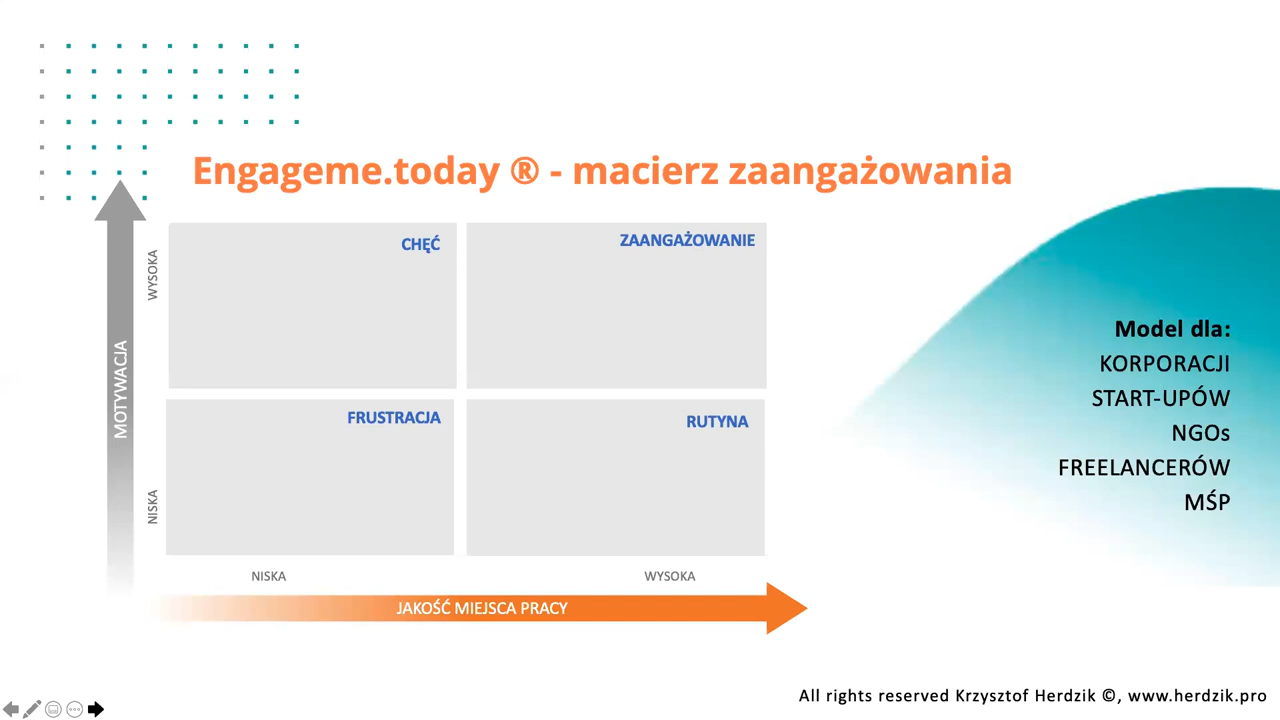 Engageme.today ® - macierz zaangażowania
WYSOKA
CHĘĆ
ZAANGAŻOWANIE
MOTYWACJA
FRUSTRACJA
RUTYNA
NISKA
NISKA
WYSOKA
JAKOŚĆ MIEJSCA PRACY
Model dla:
KORPORACJI
START-UPÓW
NGOs
FREELANCERÓW
MŚP
All rights reserved Krzysztof Herdzik ©, www.herdzik.pro